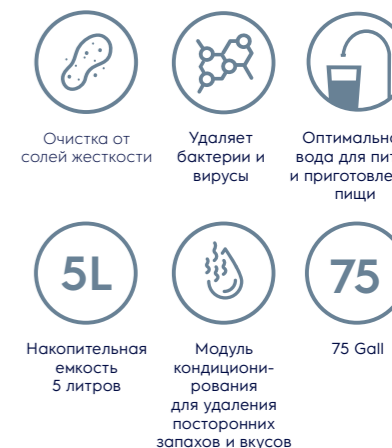 Очистка от
солей жесткости
Удаляет
бактерии и
вирусы
вода для
и
пищи
5L
Накопительная
емкость
5 литров
Модуль
кондициони-
рования
для удаления
посторонних
запахов и вкусов
75
75 Gall